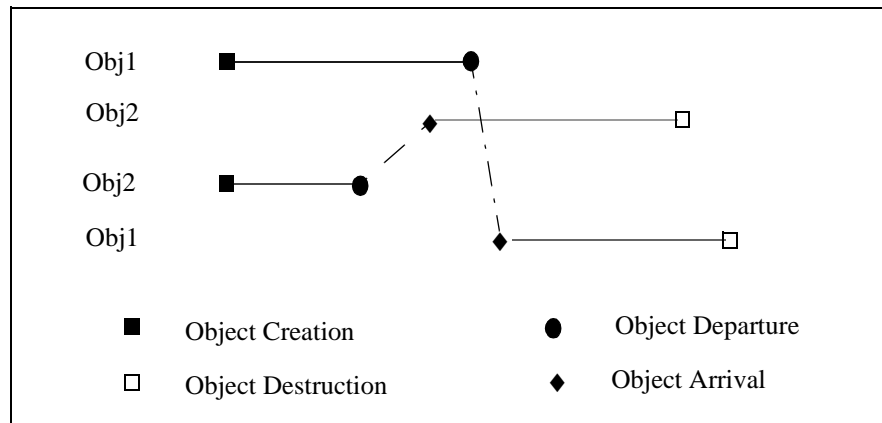 Obj1
Obj2
Obj2
Obj1
Object Creation
Object Departure
Object Destruction
Object Arrival